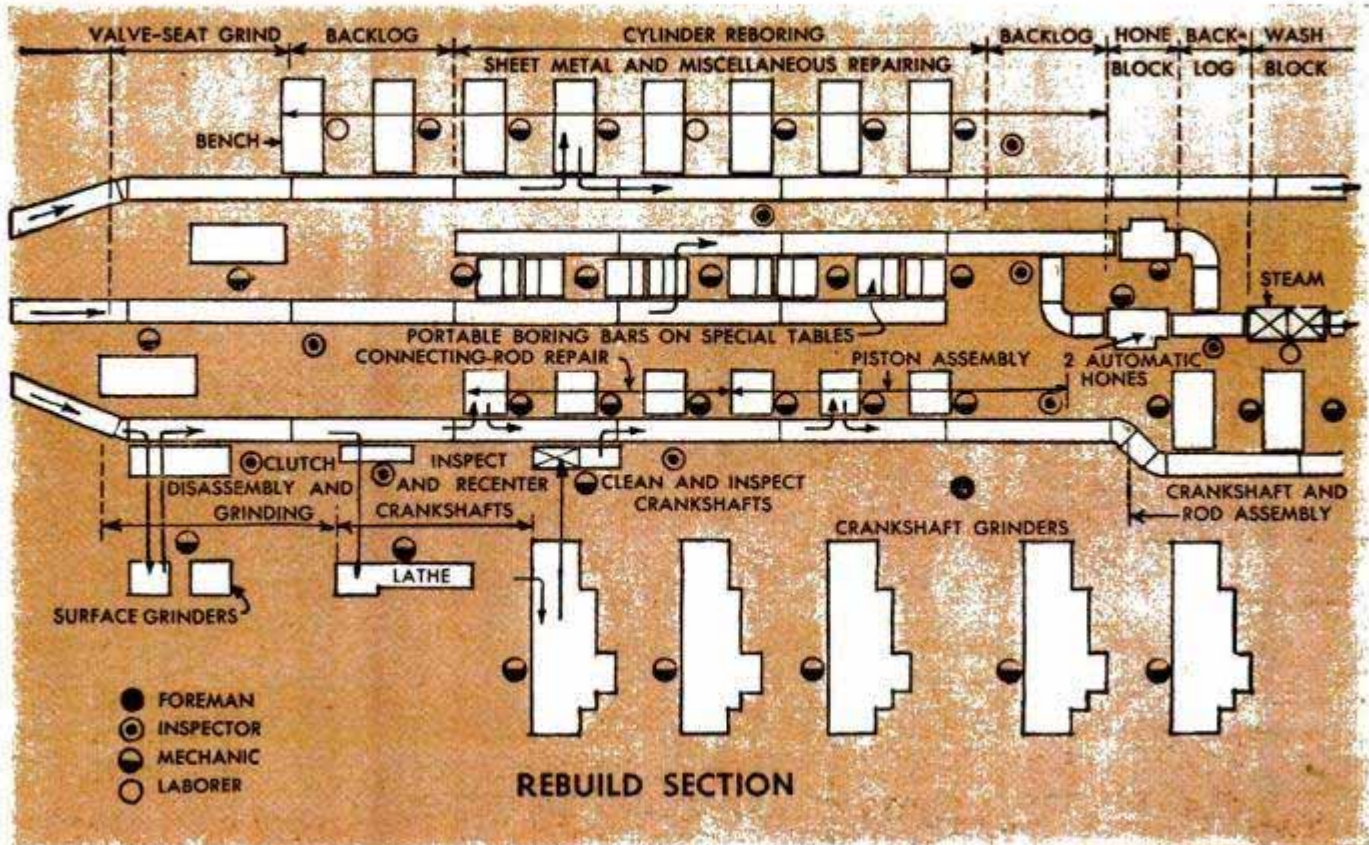 VALVE-SEAT GRIND
BACKLOG
CYLINDER REBORING
BACKLOG
HONE
BLOCK
BACK-
LOG
WASH
BLOCK
SHEET METAL AND MISCELLANEOUS REPAIRING
BENCH
STEAM
PORTABLE BORING BARS ON SPECIAL TABLES
CONNECTING-ROD REPAIR
PISTON ASSEMBLY
2 AUTOMATIC
HONES
CLUTCH
DISASSEMBLY AND
GRINDING
INSPECT
AND RECENTER
CRANKSHAFTS
CLEAN AND INSPECT
CRANKSHAFTS
CRANKSHAFT AND
ROD ASSEMBLY
CRANKSHAFT GRINDERS
LATHE
SURFACE GRINDERS
FOREMAN
INSPECTOR
MECHANIC
LABORER
REBUILD SECTION